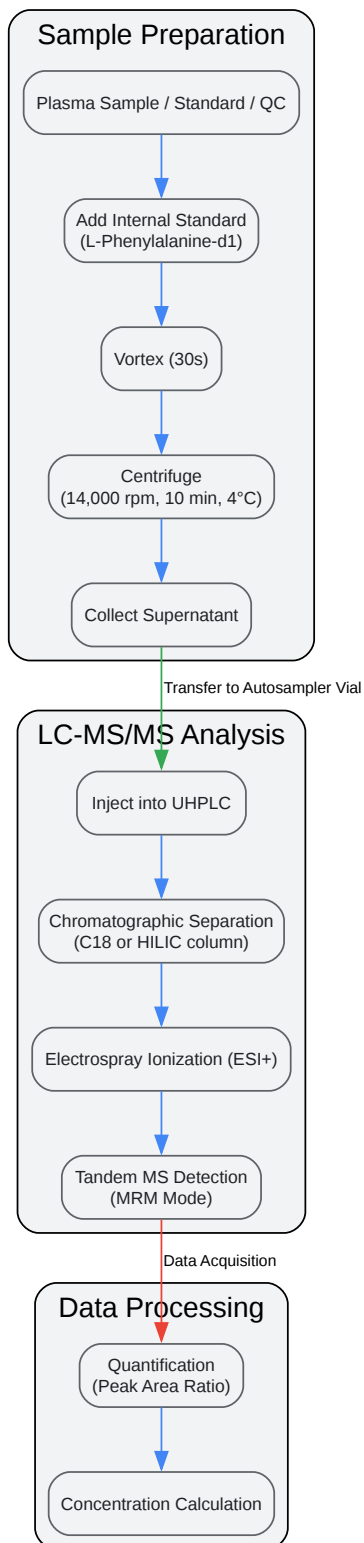 Sample Preparation
Plasma Sample / Standard / QC
Add Internal Standard
(L-Phenylalanine-d1)
Vortex (30s)
Centrifuge
(14,000 rpm, 10 min, 4°C)
Collect Supernatant
Transfer to Autosampler Vial
LC-MS/MS Analysis
Inject into UHPLC
Chromatographic Separation
(C18 or HILIC column)
Electrospray Ionization (ESI+)
Tandem MS Detection
(MRM Mode)
Data Acquisition
Data Processing
Quantification
(Peak Area Ratio)
Concentration Calculation